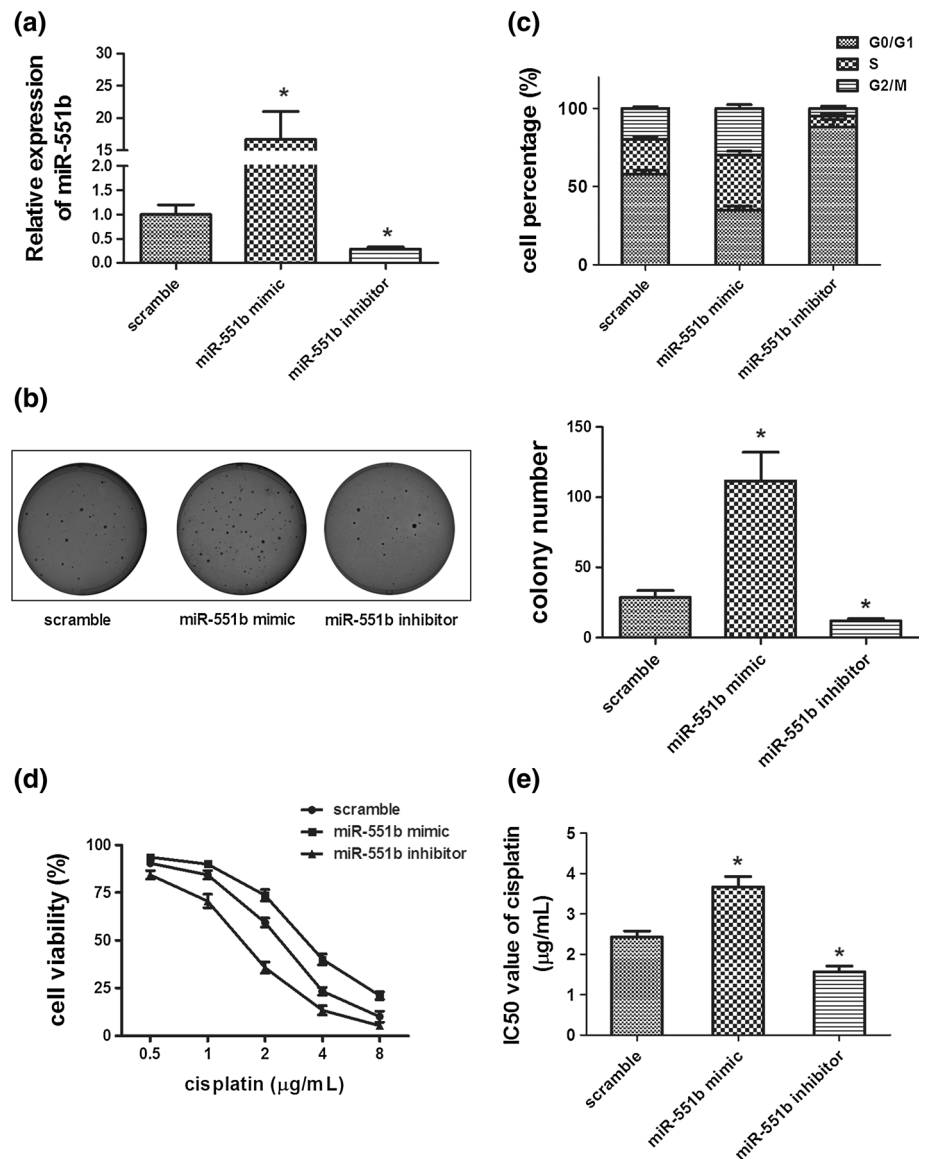 (a)
Relative expression
of miR-551b
30
25
20
15
2.0
1.5
1.0
0.5
0.0
*
*
scramble
miR-551b mimic
miR-551b inhibitor
(c)
G0/G1
S
G2/M
cell percentage (%)
100
50
0
scramble
miR-551b mimic
miR-551b inhibitor
(b)
scramble
miR-551b mimic
miR-551b inhibitor
colony number
150
100
50
0
*
*
scramble
miR-551b mimic
miR-551b inhibitor
(d)
scramble
miR-551b mimic
miR-551b inhibitor
cell viability (%)
100
75
50
25
0
0.5 1 2 4 8
cisplatin (μg/mL)
(e)
IC50 value of cisplatin
(μg/mL)
5
4
3
2
1
0
*
*
scramble
miR-551b mimic
miR-551b inhibitor